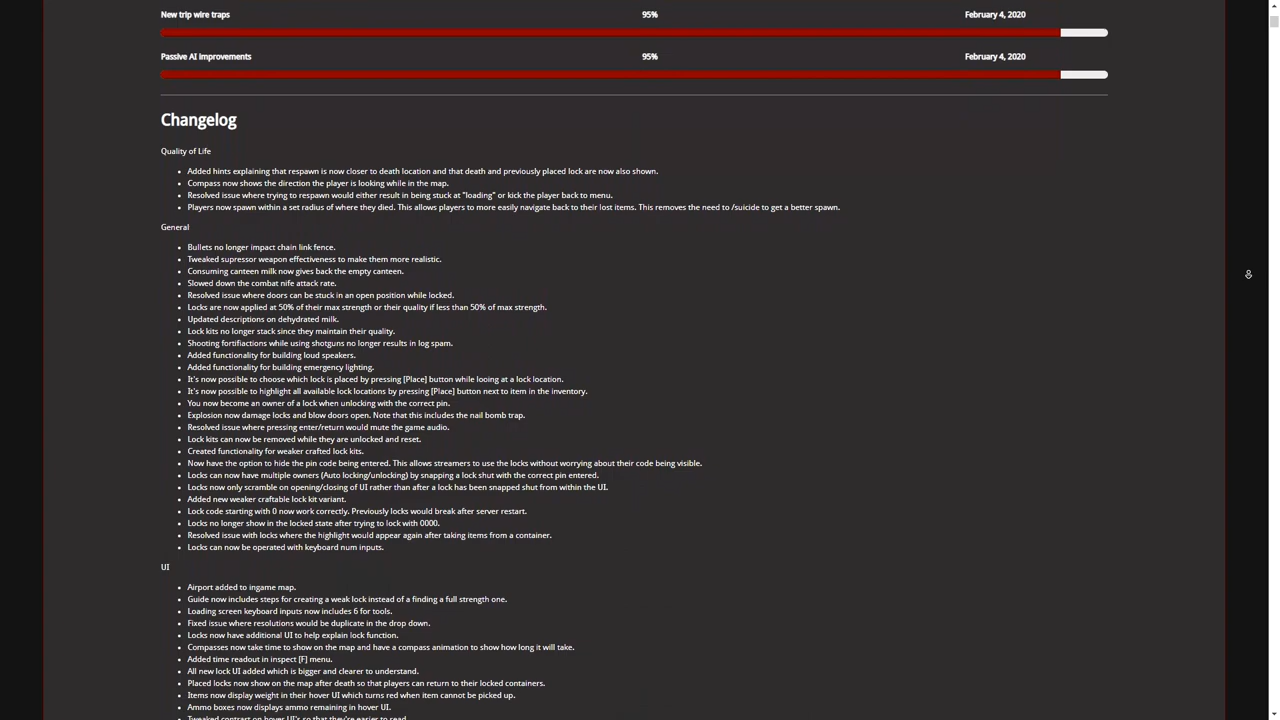 New trip wire traps 95% February 4, 2020
Passive AI improvements 95% February 4, 2020
Changelog
Quality of Life
• Added hints explaining that respawn is now closer to death location and that death and previously placed lock are now also shown.
• Compass now shows the direction the player is looking while in the map.
• Resolved issue where trying to respawn would either result in being stuck at "loading" or kick the player back to menu.
• Players now spawn within a set radius of where they died. This allows players to more easily navigate back to their lost items. This removes the need to /suicide to get a better spawn.
General
• Bullets no longer impact chain link fence.
• Tweaked supressor weapon effectiveness to make them more realistic.
• Consuming canteen milk now gives back the empty canteen.
• Slowed down the combat nife attack rate.
• Resolved issue where doors can be stuck in an open position while locked.
• Locks are now applied at 50% of their max strength or their quality if less than 50% of max strength.
• Updated descriptions on dehydrated milk.
• Lock kits no longer stack since they maintain their quality.
• Shooting fortifiactions while using shotguns no longer results in log spam.
• Added functionality for building loud speakers.
• Added functionality for building emergency lighting.
• It's now possible to choose which lock is placed by pressing [Place] button while looing at a lock location.
• It's now possible to highlight all available lock locations by pressing [Place] button next to item in the inventory.
• You now become an owner of a lock when unlocking with the correct pin.
• Explosion now damage locks and blow doors open. Note that this includes the nail bomb trap.
• Resolved issue where pressing enter/return would mute the game audio.
• Lock kits can now be removed while they are unlocked and reset.
• Created functionality for weaker crafted lock kits.
• Now have the option to hide the pin code being entered. This allows streamers to use the locks without worrying about their code being visible.
• Locks can now have multiple owners (Auto locking/unlocking) by snapping a lock shut with the correct pin entered.
• Locks now only scramble on opening/closing of UI rather than after a lock has been snapped shut from within the UI.
• Added new weaker craftable lock kit variant.
• Lock code starting with 0 now work correctly. Previously locks would break after server restart.
• Locks no longer show in the locked state after trying to lock with 0000.
• Resolved issue with locks where the highlight would appear again after taking items from a container.
• Locks can now be operated with keyboard num inputs.
UI
• Airport added to ingame map.
• Guide now includes steps for creating a weak lock instead of a finding a full strength one.
• Loading screen keyboard inputs now includes 6 for tools.
• Fixed issue where resolutions would be duplicate in the drop down.
• Locks now have additional UI to help explain lock function.
• Compasses now take time to show on the map and have a compass animation to show how long it will take.
• Added time readout in inspect [F] menu.
• All new lock UI added which is bigger and clearer to understand.
• Placed locks now show on the map after death so that players can return to their locked containers.
• Items now display weight in their hover UI which turns red when item cannot be picked up.
• Ammo boxes now displays ammo remaining in hover UI.
• Tweaked contract on hover UI's so that they're easier to read.